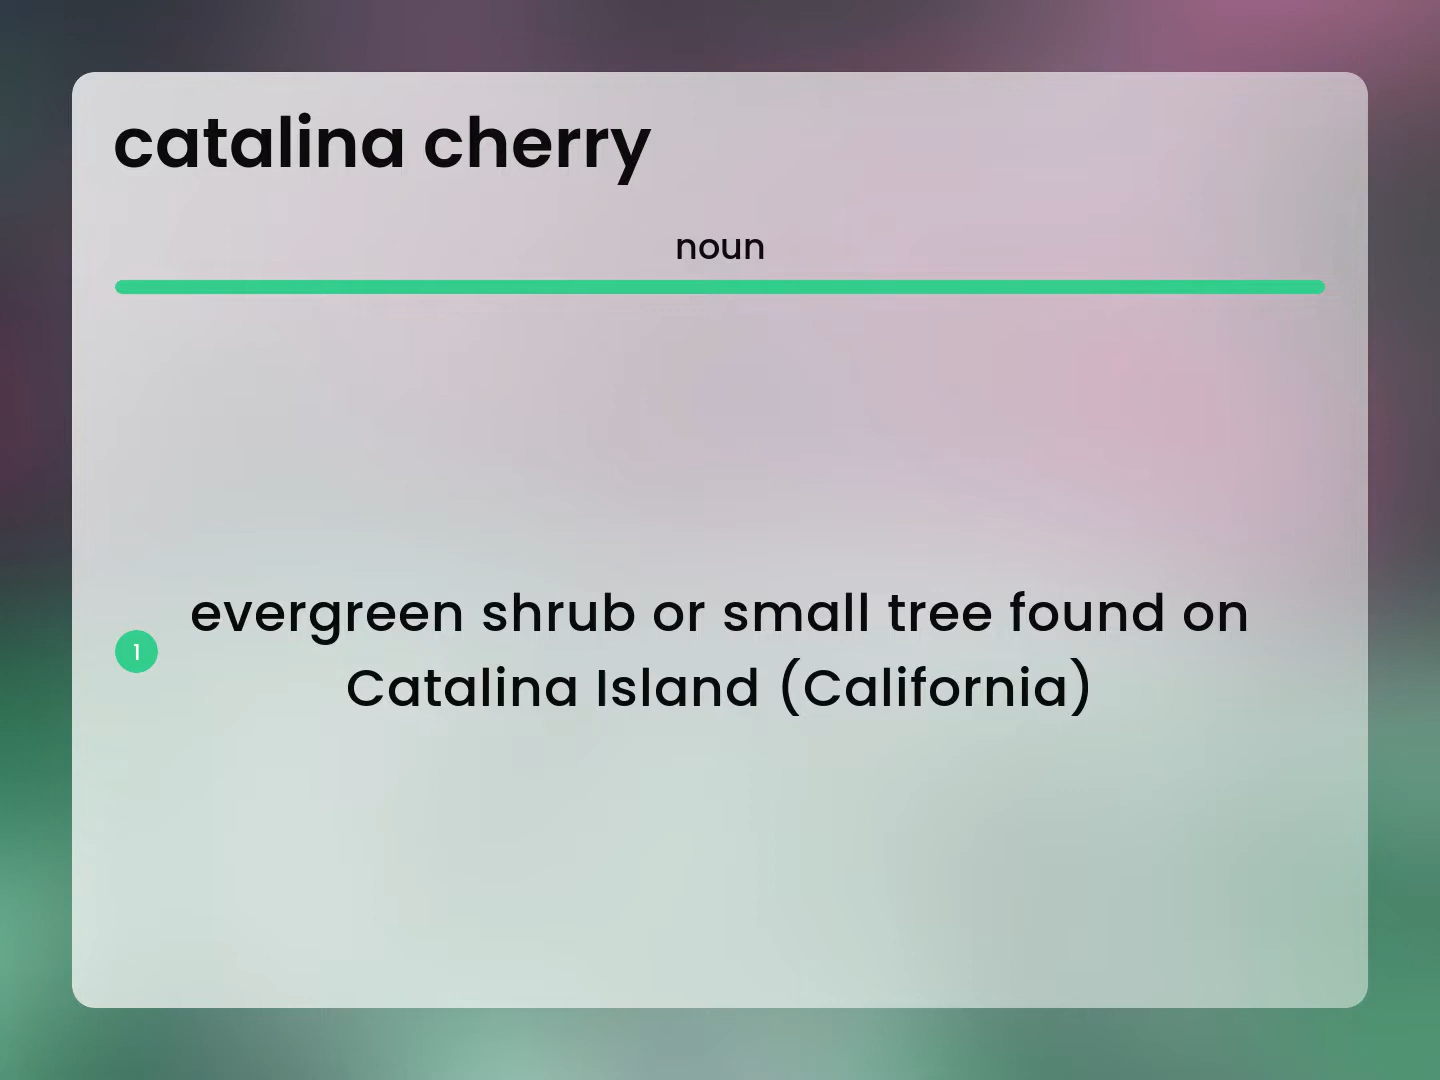 catalina cherry
noun
1
evergreen shrub or small tree found on
Catalina Island (California)